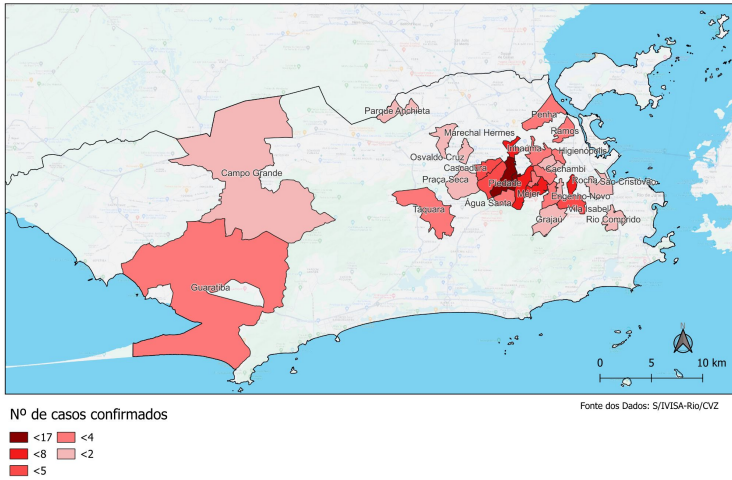 Parque Anchieta
Penha
Marechal Hermes
Ramos
Inhaúma
Higienópolis
Osvaldo Cruz
Cascadura
Cachambi
Campo Grande
Praça Seca
Piedade
Rocha
São Cristóvão
Méier
Engenho Novo
Água Santa
Taquara
Vila Isabel
Grajaú
Rio Comprido
Guaratiba
N
0 5 10 km
Fonte dos Dados: S/IVISA-Rio/CVZ
Nº de casos confirmados
<17 <4
<8 <2
<5